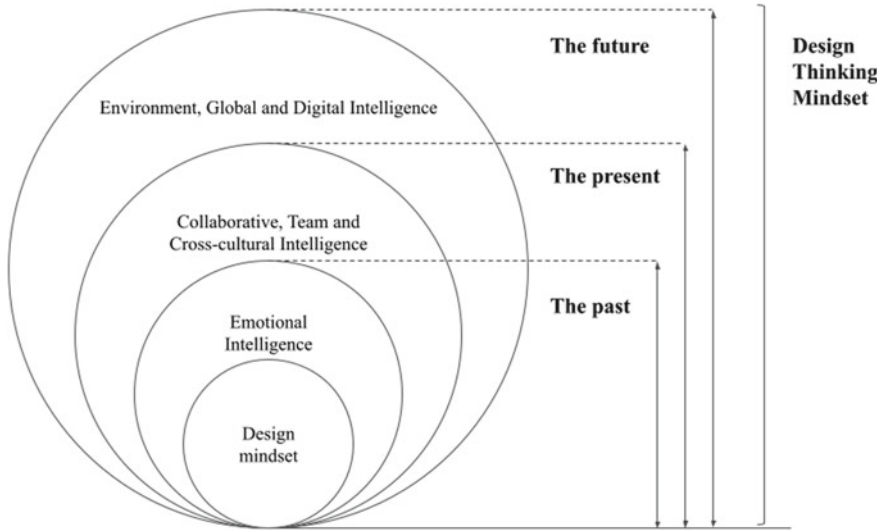 The future
Design
Thinking
Mindset
Environment, Global and Digital Intelligence
The present
Collaborative, Team and
Cross-cultural Intelligence
The past
Emotional
Intelligence
Design
mindset